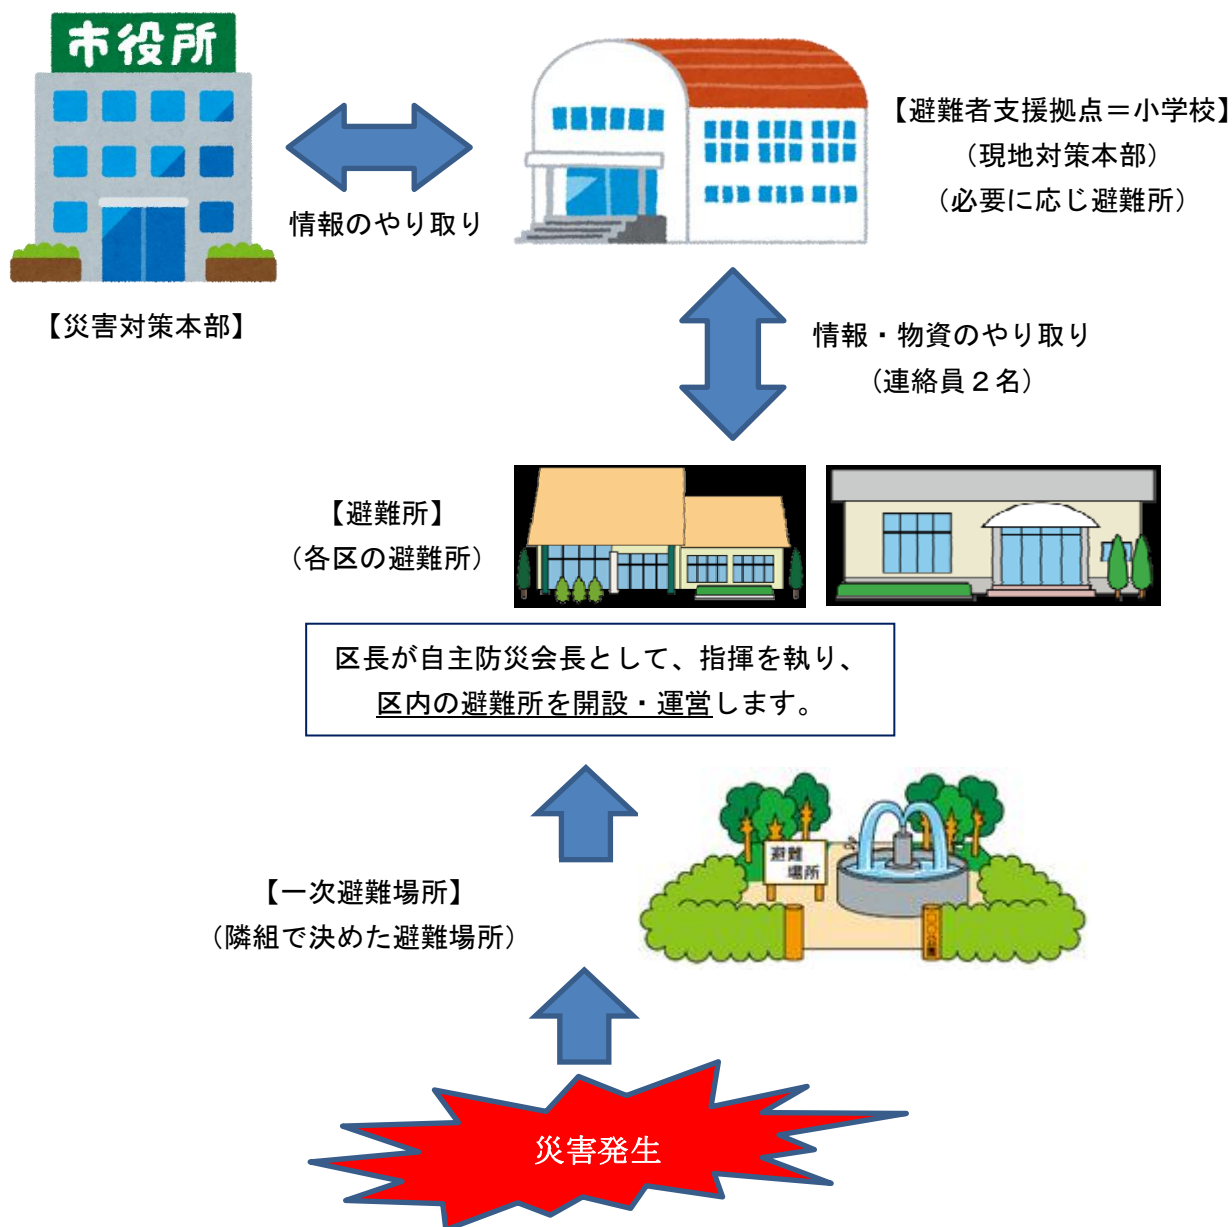 市役所
【避難者支援拠点＝小学校】
（現地対策本部）
（必要に応じ避難所）
情報のやり取り
【災害対策本部】
情報・物資のやり取り
（連絡員２名）
【避難所】
（各区の避難所）
区長が自主防災会長として、指揮を執り、
区内の避難所を開設・運営します。
避難
場所
【一次避難場所】
（隣組で決めた避難場所）
災害発生